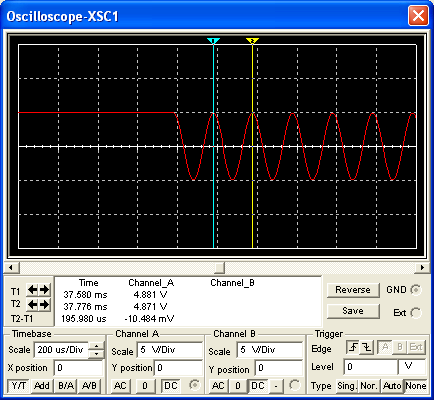 Oscilloscope-XSC1
1 2
Time Channel_A Channel_B
T1 37.580 ms 4.881 V
T2 37.776 ms 4.871 V
T2-T1 195.980 us -10.484 mV
Reverse GND
Save Ext
Timebase
Scale 200 us/Div
X position 0
Y/T Add B/A A/B
Channel A
Scale 5 V/Div
Y position 0
AC 0 DC
Channel B
Scale 5 V/Div
Y position 0
AC 0 DC -
Trigger
Edge A B Ext
Level 0 V
Type Sing. Nor. Auto None